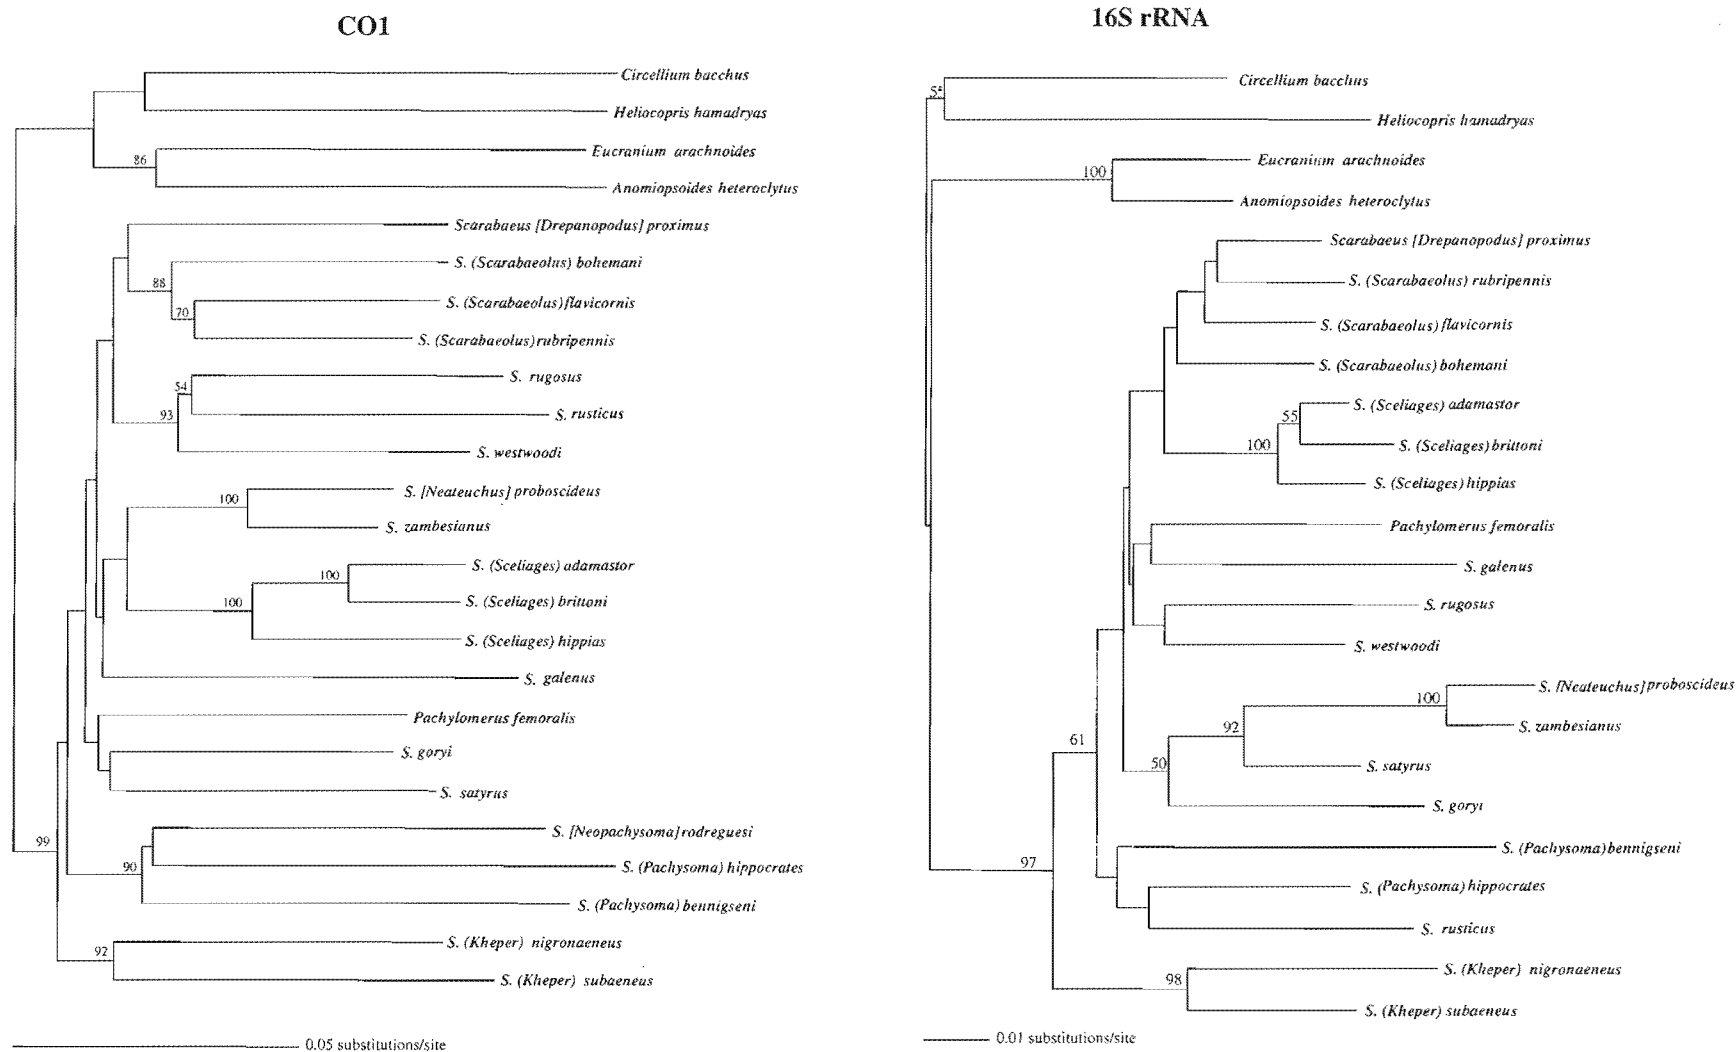 CO1
Circellium bacchus
Heliocopris hamadryas
86
Eucranium arachnoides
Anomiopsoides heteroclytus
Scarabaeus [Drepanopodus] proximus
88
S. (Scarabaeolus) bohemani
70
S. (Scarabaeolus) flavicornis
S. (Scarabaeolus) rubripennis
54
S. rugosus
93
S. rusticus
S. westwoodi
100
S. [Neateuchus] proboscideus
S. zambesianus
100
S. (Sceliages) adamastor
100
S. (Sceliages) brittoni
S. (Sceliages) hippias
S. galenus
Pachylomerus femoralis
S. goryi
S. satyrus
99
S. [Neopachysoma] rodreguesi
90
S. (Pachysoma) hippocrates
S. (Pachysoma) bennigseni
92
S. (Kheper) nigronaeneus
S. (Kheper) subaeneus
0.05 substitutions/site
16S rRNA
Circellium bacchus
Heliocopris hamadryas
100
Eucranium arachnoides
Anomiopsoides heteroclytus
Scarabaeus [Drepanopodus] proximus
S. (Scarabaeolus) rubripennis
S. (Scarabaeolus) flavicornis
S. (Scarabaeolus) bohemani
55
S. (Sceliages) adamastor
100
S. (Sceliages) brittoni
S. (Sceliages) hippias
Pachylomerus femoralis
S. galenus
S. rugosus
S. westwoodi
100
S. [Neateuchus] proboscideus
S. zambesianus
92
61
50
S. satyrus
S. goryi
97
S. (Pachysoma) bennigseni
S. (Pachysoma) hippocrates
S. rusticus
98
S. (Kheper) nigronaeneus
S. (Kheper) subaeneus
0.01 substitutions/site